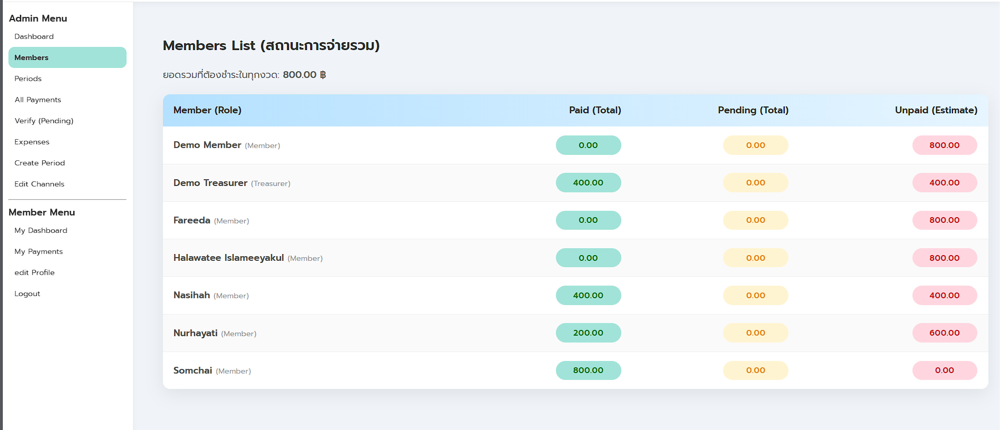 Admin Menu
Dashboard
Members
Periods
All Payments
Verify (Pending)
Expenses
Create Period
Edit Channels
Member Menu
My Dashboard
My Payments
edit Profile
Logout
Members List (สถานะการจ่ายรวม)
ยอดรวมที่ต้องชำระในทุกงวด: 800.00 ฿
Member (Role) Paid (Total) Pending (Total) Unpaid (Estimate)
Demo Member (Member) 0.00 0.00 800.00
Demo Treasurer (Treasurer) 400.00 0.00 400.00
Fareeda (Member) 0.00 0.00 800.00
Halawatee Islameeyakul (Member) 0.00 0.00 800.00
Nasihah (Member) 400.00 0.00 400.00
Nurhayati (Member) 200.00 0.00 600.00
Somchai (Member) 800.00 0.00 0.00